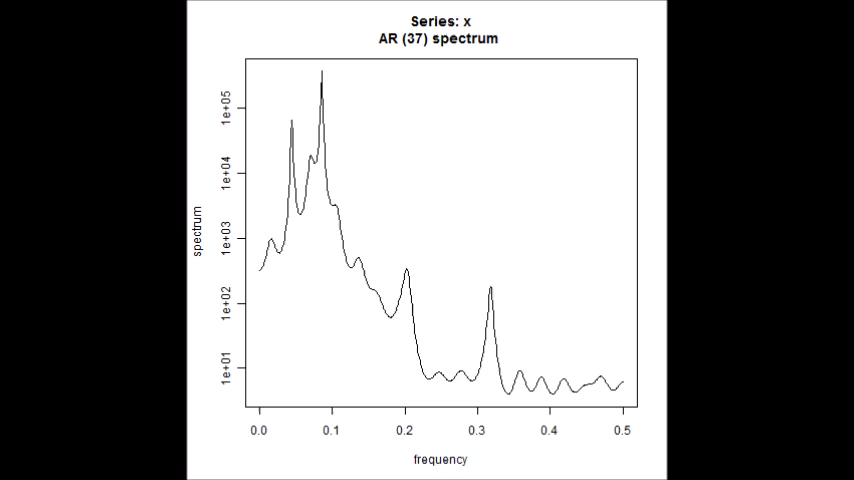 Series: x
AR (37) spectrum
spectrum
1e+05
1e+04
1e+03
1e+02
1e+01
0.0 0.1 0.2 0.3 0.4 0.5
frequency